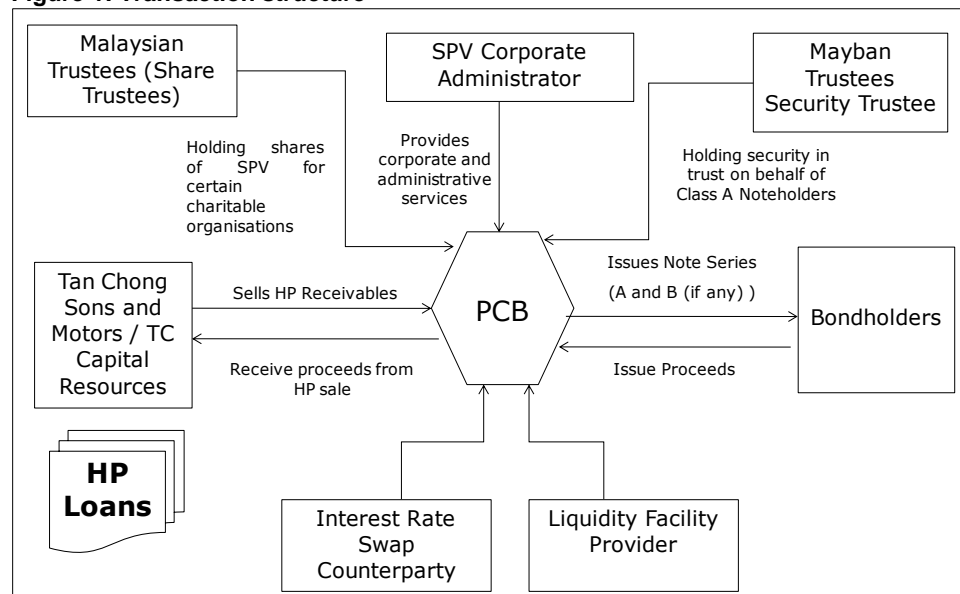 Figure 1: Transaction structure
Malaysian
Trustees (Share
Trustees)
SPV Corporate
Administrator
Mayban
Trustees
Security Trustee
Holding shares
of SPV for
certain
charitable
organisations
Provides
corporate and
administrative
services
Holding security in
trust on behalf of
Class A Noteholders
Tan Chong
Sons and
Motors / TC
Capital
Resources
Sells HP Receivables
Receive proceeds from
HP sale
PCB
Issues Note Series
(A and B (if any) )
Issue Proceeds
Bondholders
HP
Loans
Interest Rate
Swap
Counterparty
Liquidity Facility
Provider